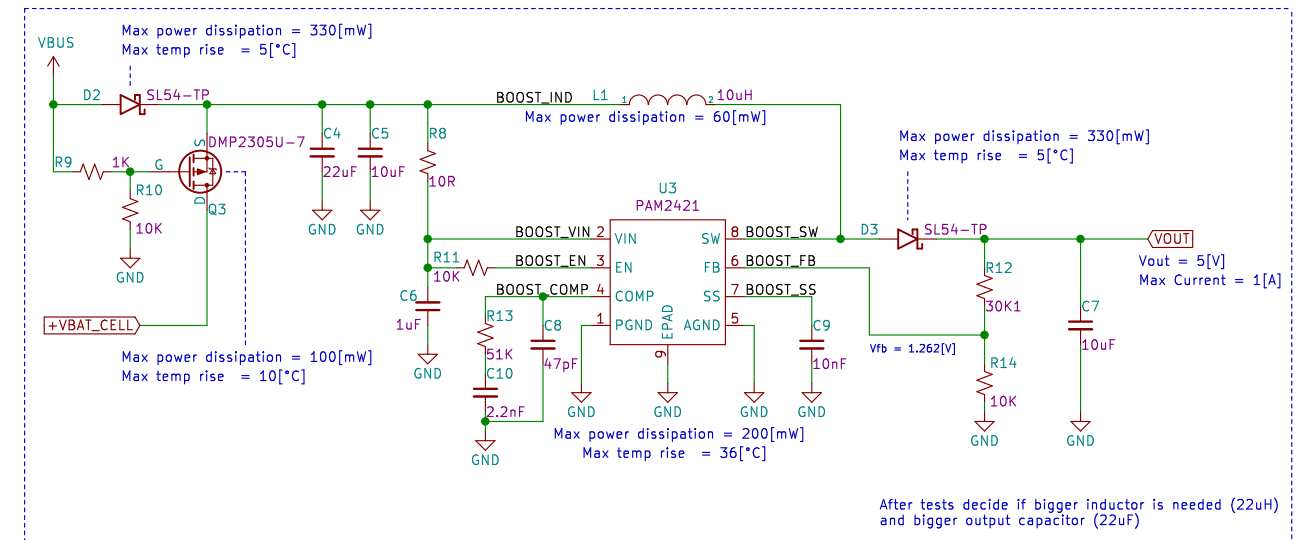 Max power dissipation = 330[mW]
Max temp rise  = 5[°C]
VBUS
D2
SL54-TP
BOOST_IND
L1
1
2
10uH
Max power dissipation = 60[mW]
Max power dissipation = 330[mW]
Max temp rise  = 5[°C]
R9
1K
G
S
D
DMP2305U-7
Q3
R10
10K
GND
C4
22uF
GND
C5
10uF
GND
R8
10R
U3
PAM2421
BOOST_VIN
2
VIN
SW
8
BOOST_SW
D3
SL54-TP
VOUT
Vout = 5[V]
Max Current = 1[A]
R11
10K
BOOST_EN
3
EN
FB
6
BOOST_FB
R12
30K1
BOOST_COMP
4
COMP
SS
7
BOOST_SS
C6
1uF
GND
R13
51K
C8
47pF
1
PGND
EPAD
9
AGND
5
C9
10nF
C7
10uF
+VBAT_CELL
Vfb = 1.262[V]
Max power dissipation = 100[mW]
Max temp rise  = 10[°C]
C10
2.2nF
GND
GND
GND
GND
GND
R14
10K
GND
GND
Max power dissipation = 200[mW]
Max temp rise  = 36[°C]
After tests decide if bigger inductor is needed (22uH)
and bigger output capacitor (22uF)